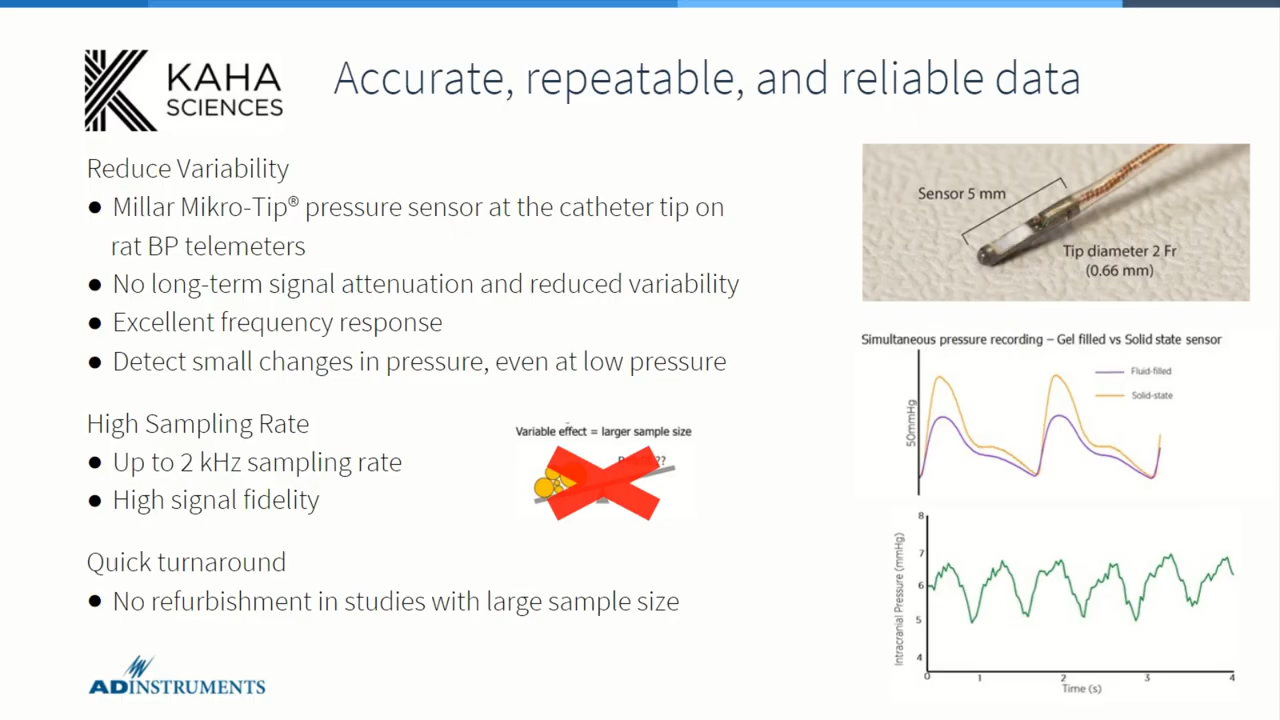 KAHA
SCIENCES
Accurate, repeatable, and reliable data
Reduce Variability
● Millar Mikro-Tip® pressure sensor at the catheter tip on
rat BP telemeters
● No long-term signal attenuation and reduced variability
● Excellent frequency response
● Detect small changes in pressure, even at low pressure
High Sampling Rate
● Up to 2 kHz sampling rate
● High signal fidelity
Quick turnaround
● No refurbishment in studies with large sample size
Variable effect = larger sample size
??
ADINSTRUMENTS
Sensor 5 mm
Tip diameter 2 Fr
(0.66 mm)
Simultaneous pressure recording – Gel filled vs Solid state sensor
Fluid-filled
Solid-state
50mmHg
8
7
6
5
4
Intracranial Pressure (mmHg)
0 1 2 3 4
Time (s)